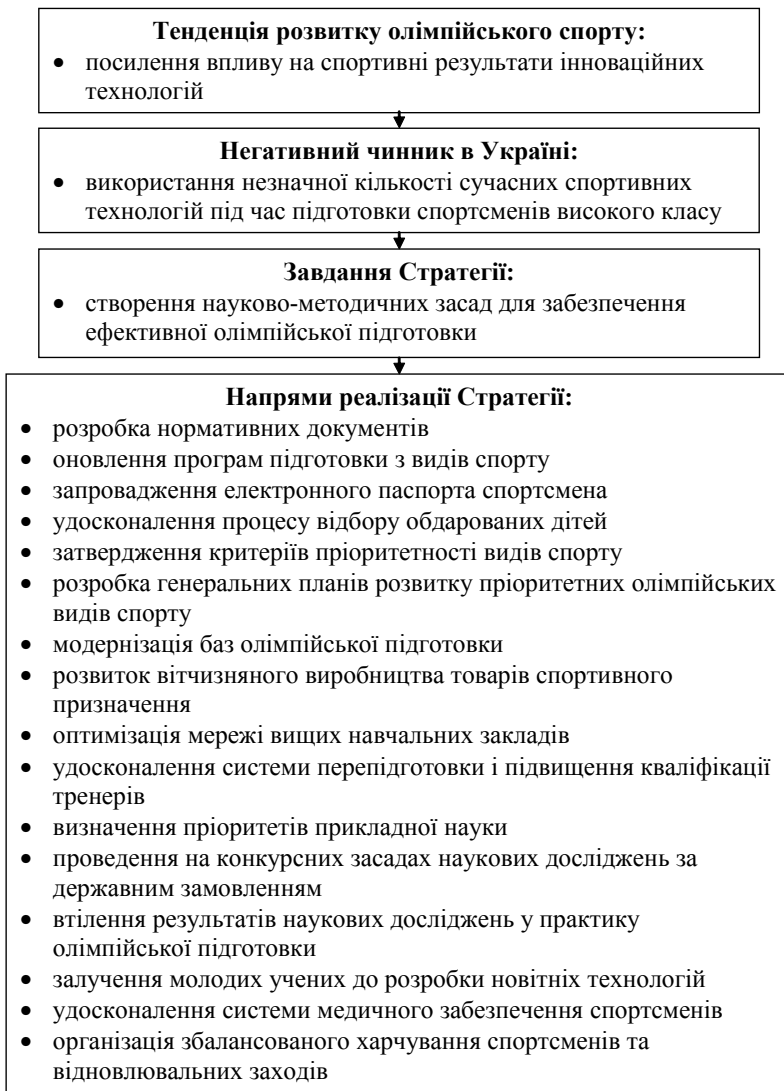 Тенденція розвитку олімпійського спорту:
• посилення впливу на спортивні результати інноваційних
технологій
Негативний чинник в Україні:
• використання незначної кількості сучасних спортивних
технологій під час підготовки спортсменів високого класу
Завдання Стратегії:
• створення науково-методичних засад для забезпечення
ефективної олімпійської підготовки
Напрями реалізації Стратегії:
• розробка нормативних документів
• оновлення програм підготовки з видів спорту
• запровадження електронного паспорта спортсмена
• удосконалення процесу відбору обдарованих дітей
• затвердження критеріїв пріоритетності видів спорту
• розробка генеральних планів розвитку пріоритетних олімпійських
видів спорту
• модернізація баз олімпійської підготовки
• розвиток вітчизняного виробництва товарів спортивного
призначення
• оптимізація мережі вищих навчальних закладів
• удосконалення системи перепідготовки і підвищення кваліфікації
тренерів
• визначення пріоритетів прикладної науки
• проведення на конкурсних засадах наукових досліджень за
державним замовленням
• втілення результатів наукових досліджень у практику
олімпійської підготовки
• залучення молодих учених до розробки новітніх технологій
• удосконалення системи медичного забезпечення спортсменів
• організація збалансованого харчування спортсменів та
відновлювальних заходів